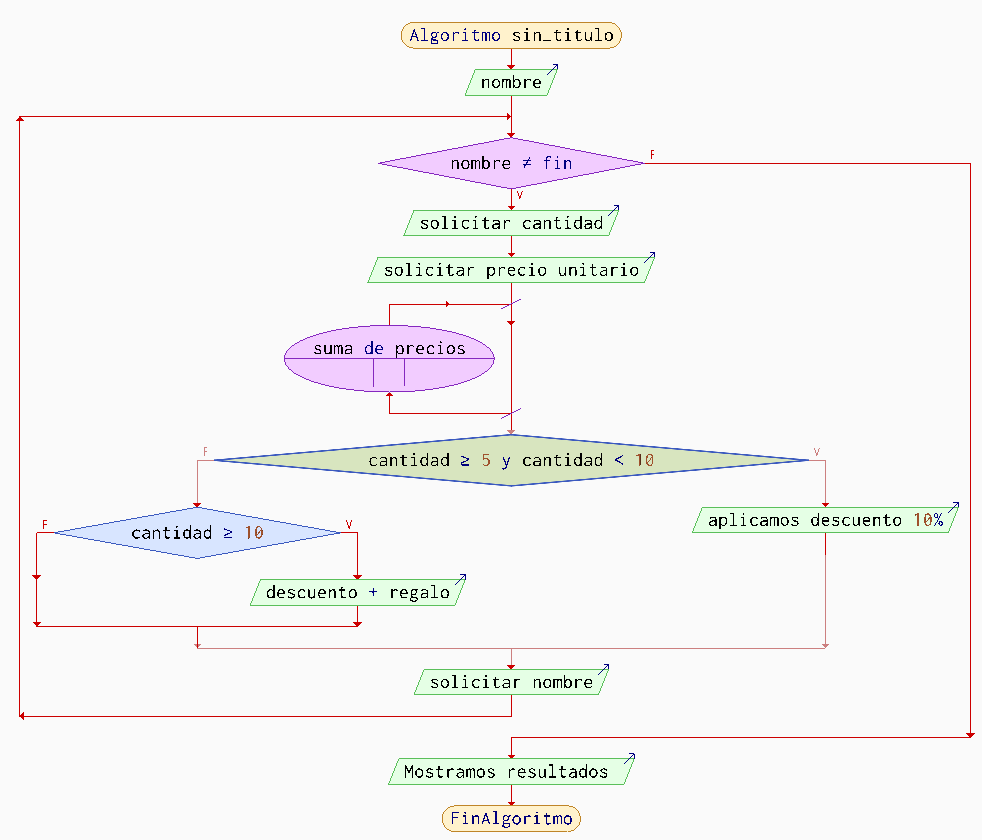 Algoritmo sin_titulo
nombre
nombre ≠ fin
F
V
solicitar cantidad
solicitar precio unitario
suma de precios
F
cantidad ≥ 5 y cantidad < 10
V
F
cantidad ≥ 10
V
aplicamos descuento 10%
descuento + regalo
solicitar nombre
Mostramos resultados
FinAlgoritmo